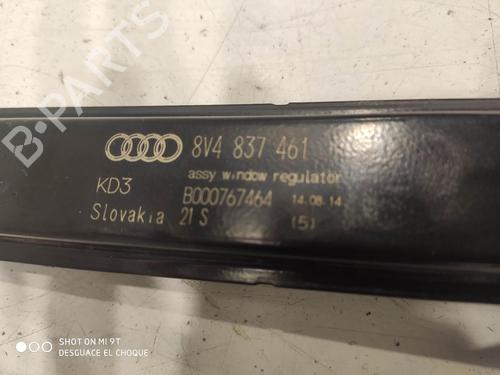 B-PARTS
8V4 837 461
assy window regulator
KD3 B000767464 14.08.14
Slovakia 21 S (5)
SHOT ON MI 9T
DESGUACE EL CHOQUE